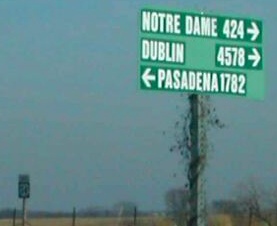 NOTRE DAME 424→
DUBLIN 4578→
←PASADENA 1782